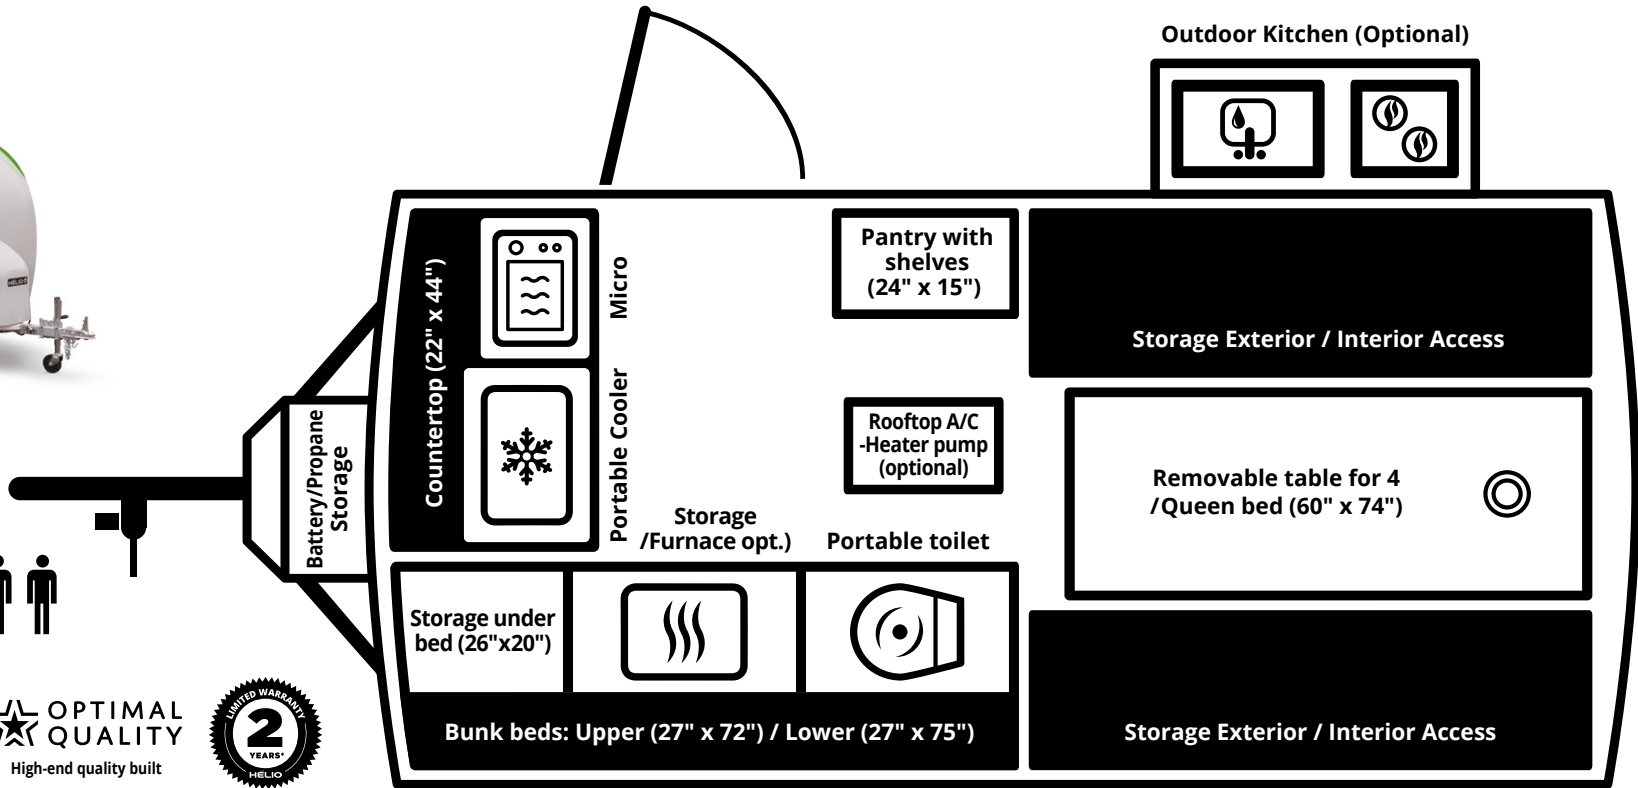 Outdoor Kitchen (Optional)
Pantry with
shelves
(24" x 15")
Micro
Countertop (22" x 44")
Portable Cooler
Storage Exterior / Interior Access
Rooftop A/C
-Heater pump
(optional)
Removable table for 4
/Queen bed (60" x 74")
Battery/Propane
Storage
Storage
/Furnace opt.)
Portable toilet
Storage under
bed (26"x20")
Bunk beds: Upper (27" x 72") / Lower (27" x 75")
Storage Exterior / Interior Access
OPTIMAL
QUALITY
High-end quality built
LIMITED WARRANTY
2
YEARS*
HELIO